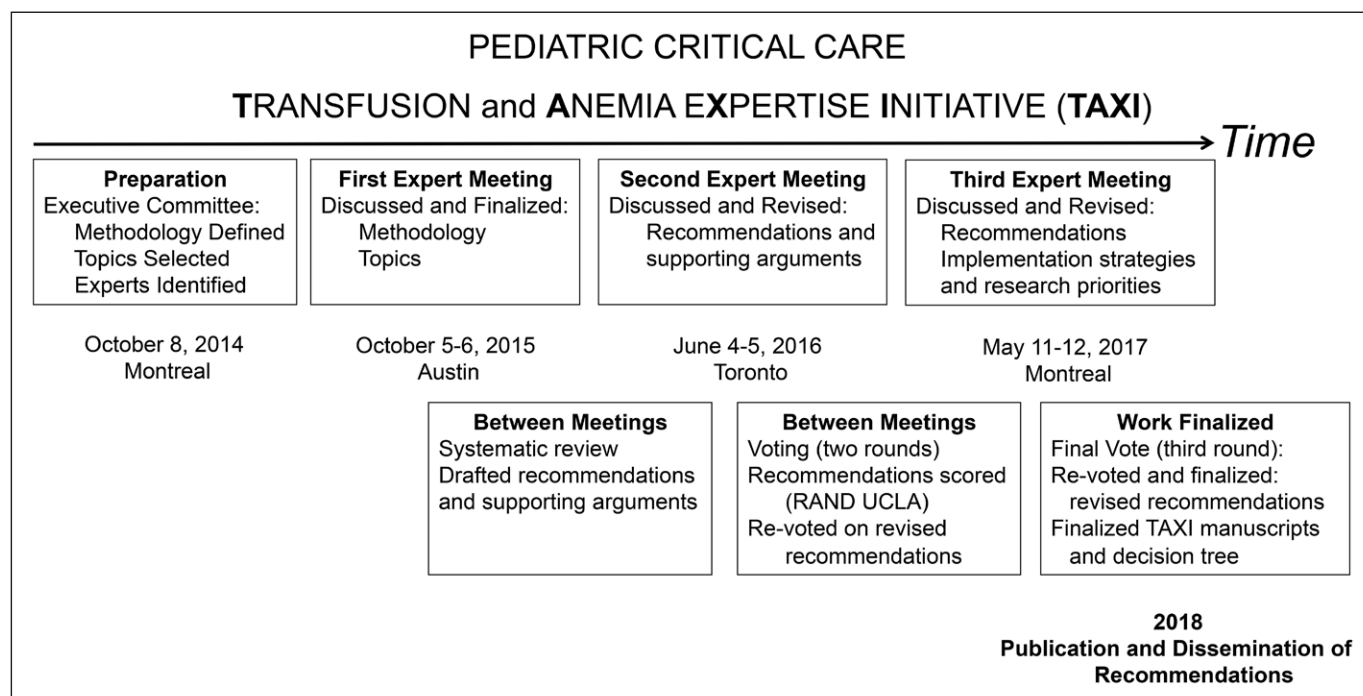 PEDIATRIC CRITICAL CARE
TRANSFUSION and ANEMIA EXPERTISE INITIATIVE (TAXI)
Time
Preparation
Executive Committee:
Methodology Defined
Topics Selected
Experts Identified
First Expert Meeting
Discussed and Finalized:
Methodology
Topics
Second Expert Meeting
Discussed and Revised:
Recommendations and
supporting arguments
Third Expert Meeting
Discussed and Revised:
Recommendations
Implementation strategies
and research priorities
October 8, 2014
Montreal
October 5-6, 2015
Austin
June 4-5, 2016
Toronto
May 11-12, 2017
Montreal
Between Meetings
Systematic review
Drafted recommendations
and supporting arguments
Between Meetings
Voting (two rounds)
Recommendations scored
(RAND UCLA)
Re-voted on revised
recommendations
Work Finalized
Final Vote (third round):
Re-voted and finalized:
revised recommendations
Finalized TAXI manuscripts
and decision tree
2018
Publication and Dissemination of
Recommendations